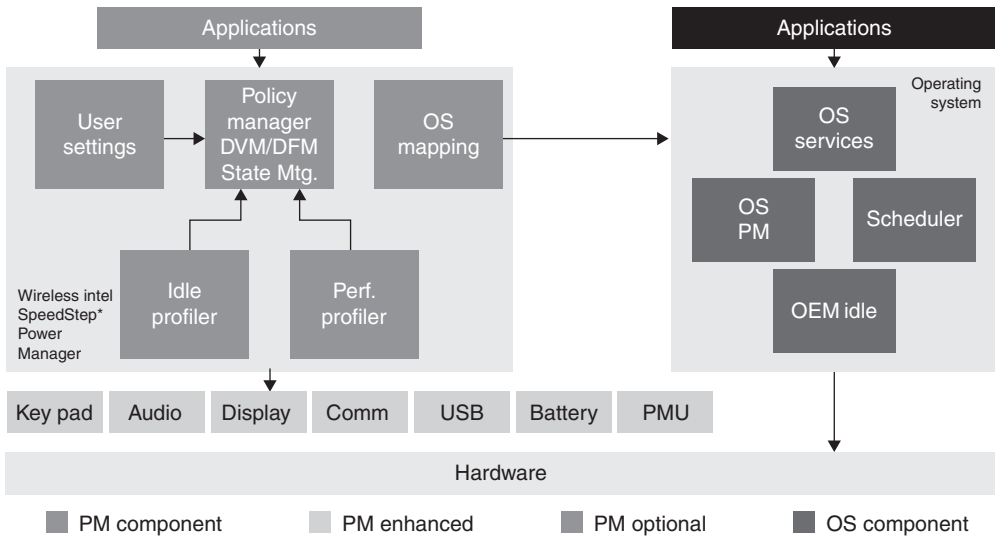 Applications
Applications
User
settings
Policy
manager
DVM/DFM
State Mtg.
OS
mapping
Operating
system
OS
services
OS
PM
Scheduler
Wireless intel
SpeedStep*
Power
Manager
Idle
profiler
Perf.
profiler
OEM idle
Key pad
Audio
Display
Comm
USB
Battery
PMU
Hardware
PM component
PM enhanced
PM optional
OS component